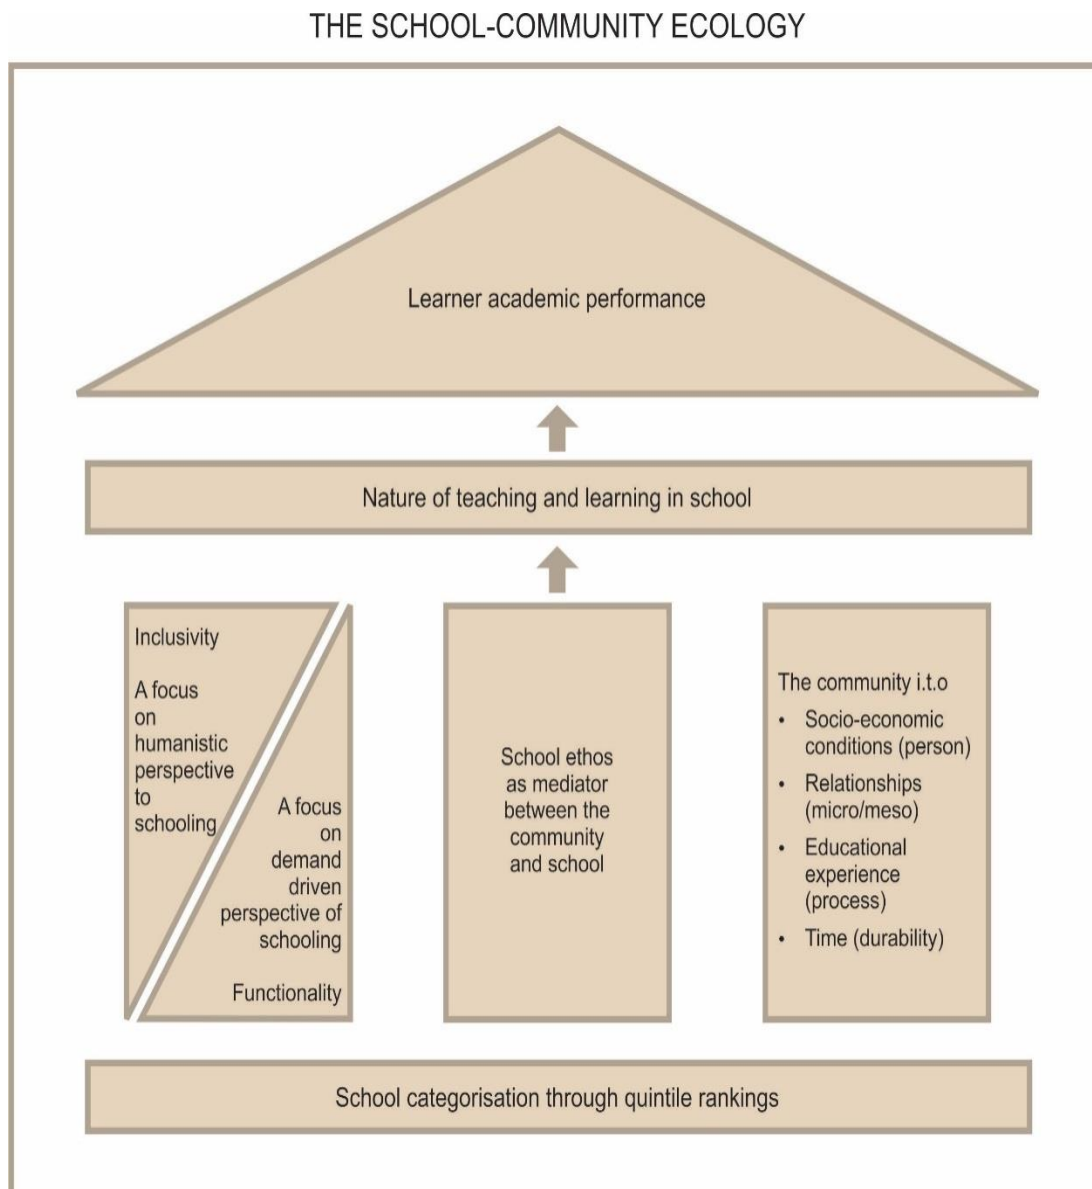 THE SCHOOL-COMMUNITY ECOLOGY
Learner academic performance
Nature of teaching and learning in school
Inclusivity
A focus
on
humanistic
perspective
to
schooling
A focus
on
demand
driven
perspective of
schooling
Functionality
School ethos
as mediator
between the
community
and school
The community i.t.o
• Socio-economic
conditions (person)
• Relationships
(micro/meso)
• Educational
experience
(process)
• Time (durability)
School categorisation through quintile rankings